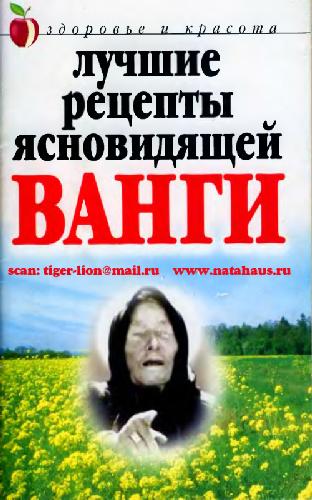 здоровье и красота
ЛУЧШИЕ
РЕЦЕПТЫ
ЯСНОВИДЯЩЕЙ
ВАНГИ
scan: tiger-lion@mail.ru www.natahaus.ru